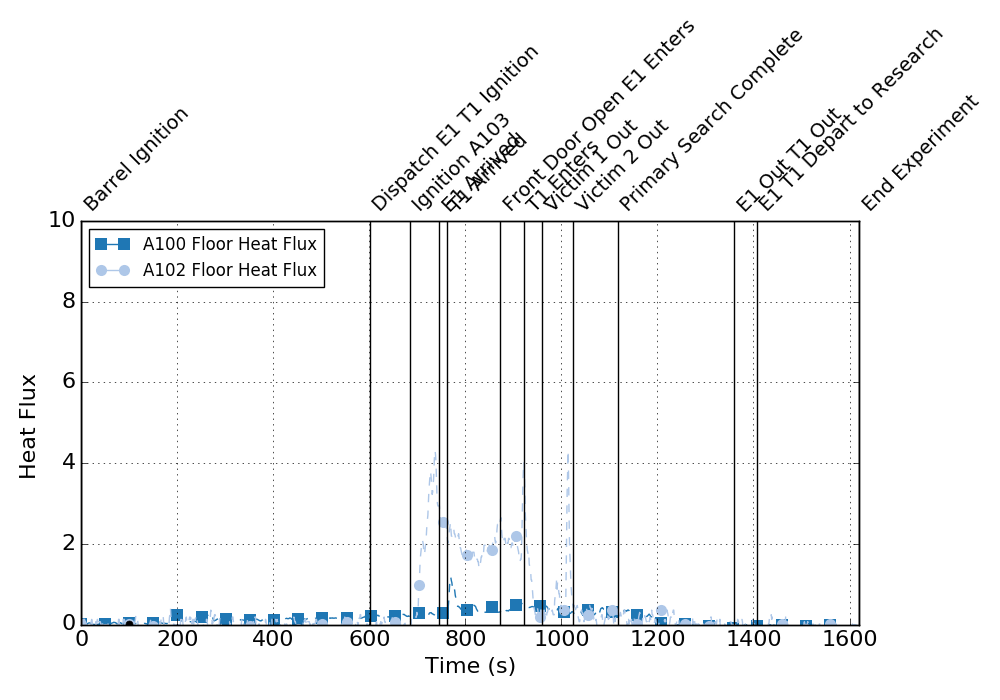 Barrel Ignition
Dispatch E1 T1 Ignition
Ignition A103
E1 Arrived
T1 Arrived
Front Door Open E1 Enters
T1 Enters
Victim 1 Out
Victim 2 Out
Primary Search Complete
E1 Out T1 Out
E1 T1 Depart to Research
End Experiment
10
8
6
4
2
0
Heat Flux
A100 Floor Heat Flux
A102 Floor Heat Flux
0 200 400 600 800 1000 1200 1400 1600
Time (s)